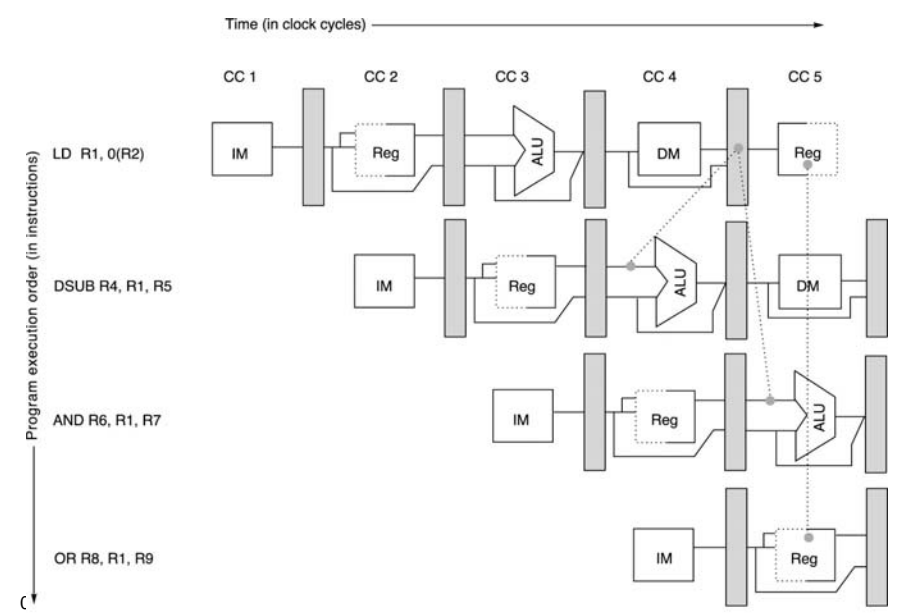 Time (in clock cycles)
CC 1 CC 2 CC 3 CC 4 CC 5
Program execution order (in instructions)
LD R1, 0(R2)
IM Reg ALU DM Reg
DSUB R4, R1, R5
IM Reg ALU DM
AND R6, R1, R7
IM Reg ALU
OR R8, R1, R9
IM Reg